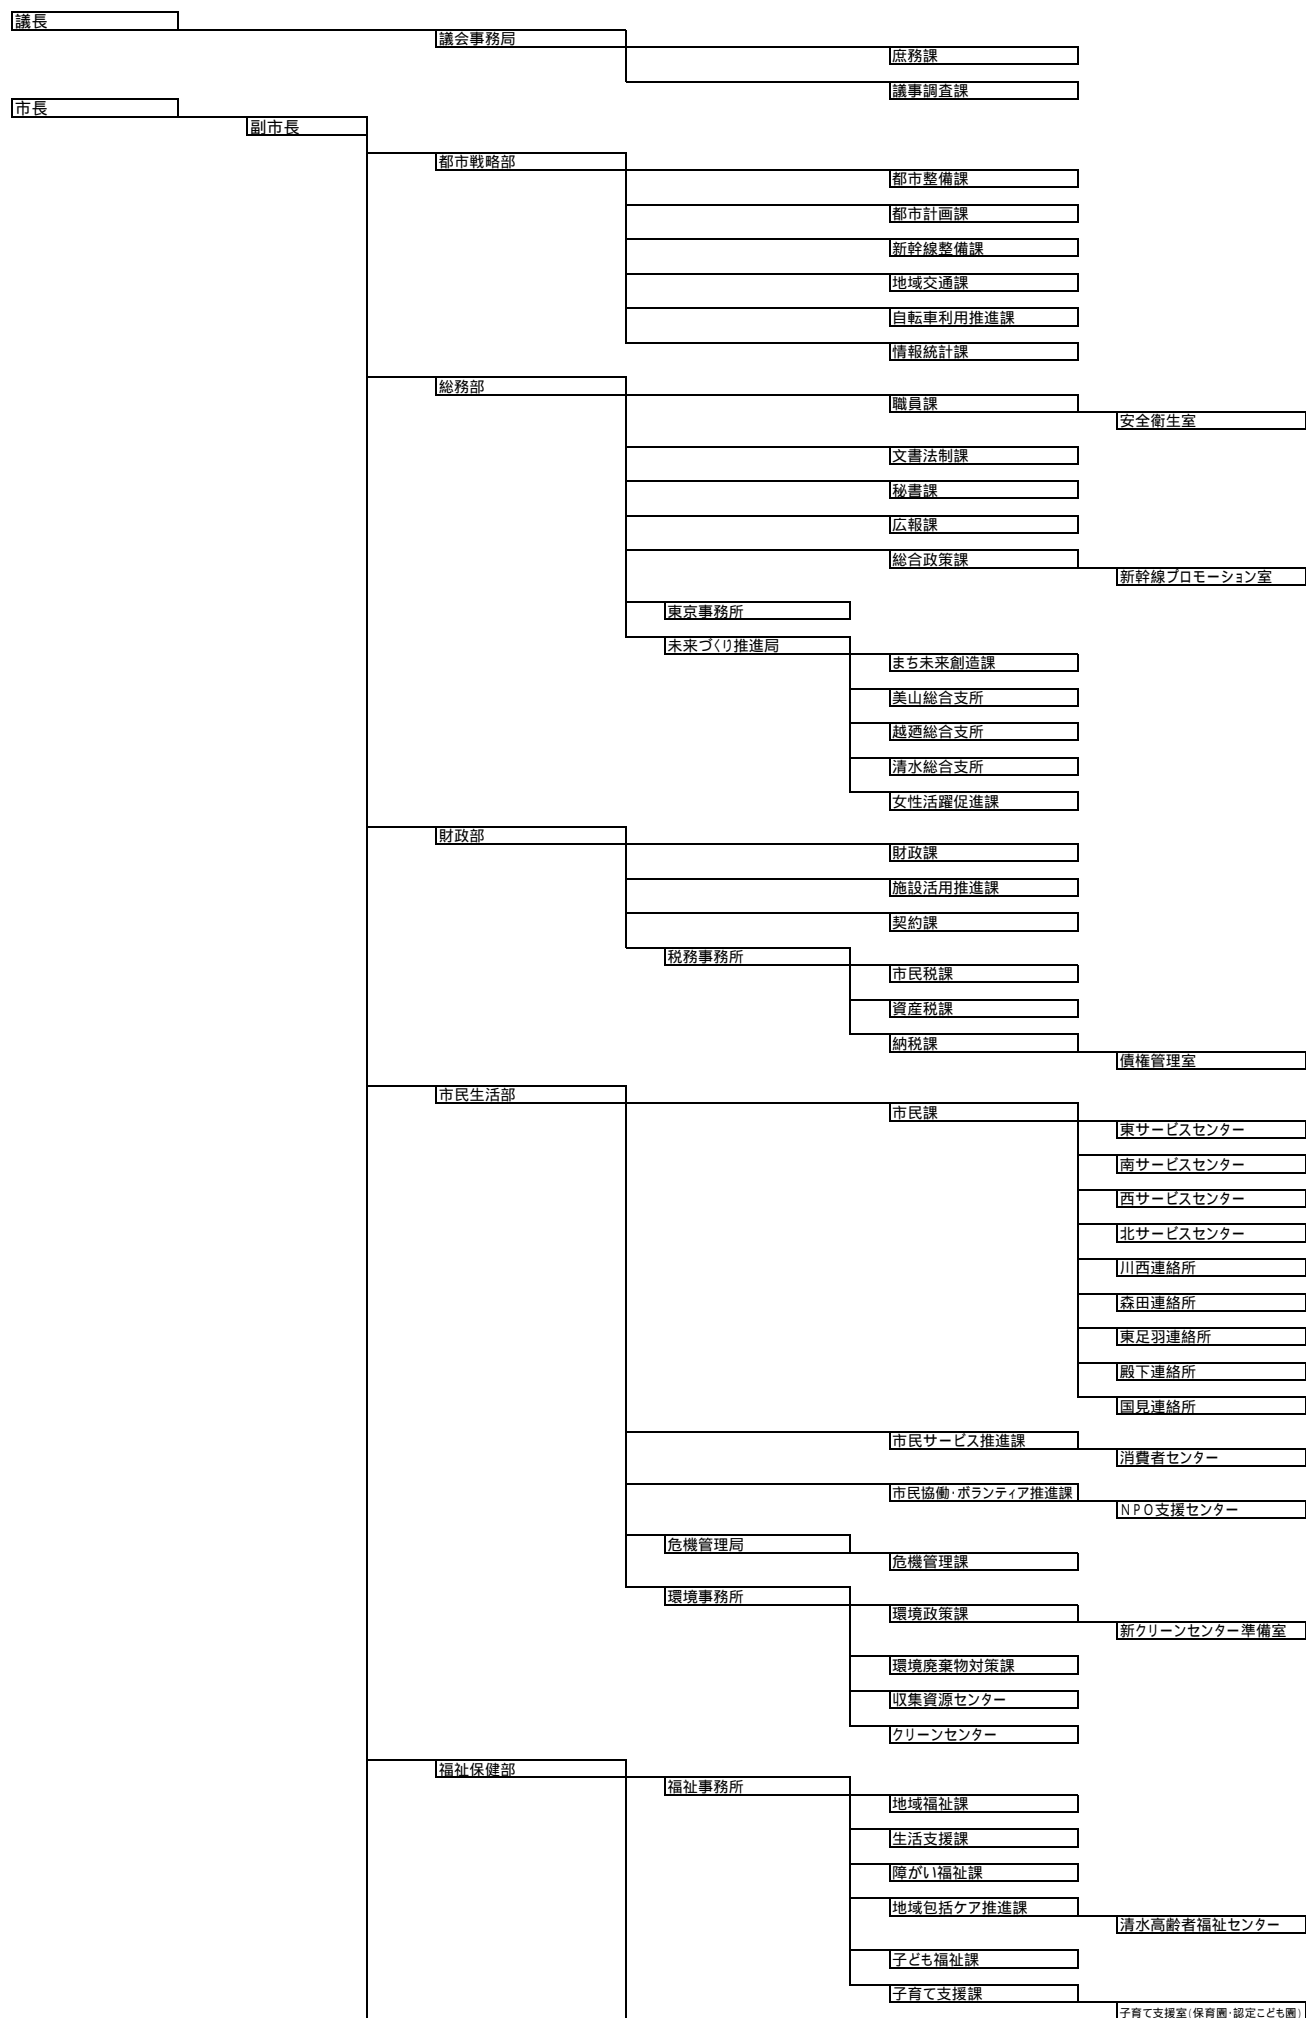 議長
議会事務局
庶務課
議事調査課
市長
副市長
都市戦略部
都市整備課
都市計画課
新幹線整備課
地域交通課
自転車利用推進課
情報統計課
総務部
職員課
安全衛生室
文書法制課
秘書課
広報課
総合政策課
新幹線プロモーション室
東京事務所
未来づくり推進局
まち未来創造課
美山総合支所
越廼総合支所
清水総合支所
女性活躍促進課
財政部
財政課
施設活用推進課
契約課
税務事務所
市民税課
資産税課
納税課
債権管理室
市民生活部
市民課
東サービスセンター
南サービスセンター
西サービスセンター
北サービスセンター
川西連絡所
森田連絡所
東足羽連絡所
殿下連絡所
国見連絡所
市民サービス推進課
消費者センター
市民協働・ボランティア推進課
NPO支援センター
危機管理局
危機管理課
環境事務所
環境政策課
新クリーンセンター準備室
環境廃棄物対策課
収集資源センター
クリーンセンター
福祉保健部
福祉事務所
地域福祉課
生活支援課
障がい福祉課
地域包括ケア推進課
清水高齢者福祉センター
子ども福祉課
子育て支援課
子育て支援室(保育園・認定こども園)